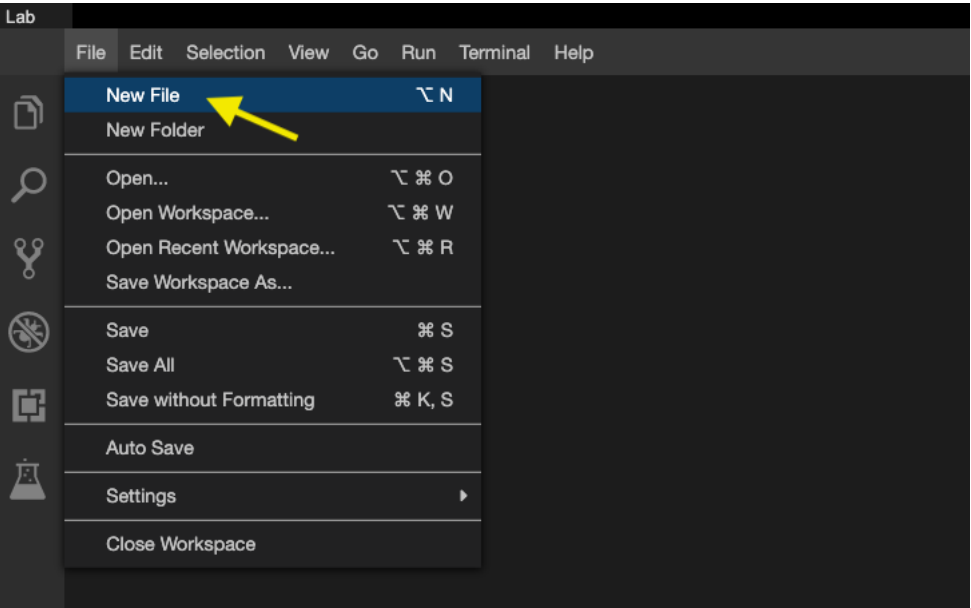 Lab
File Edit Selection View Go Run Terminal Help
New File ⌥ N
New Folder
Open... ⌥ ⌘ O
Open Workspace... ⌥ ⌘ W
Open Recent Workspace... ⌥ ⌘ R
Save Workspace As...
Save ⌘ S
Save All ⌥ ⌘ S
Save without Formatting ⌘ K, S
Auto Save
Settings
Close Workspace